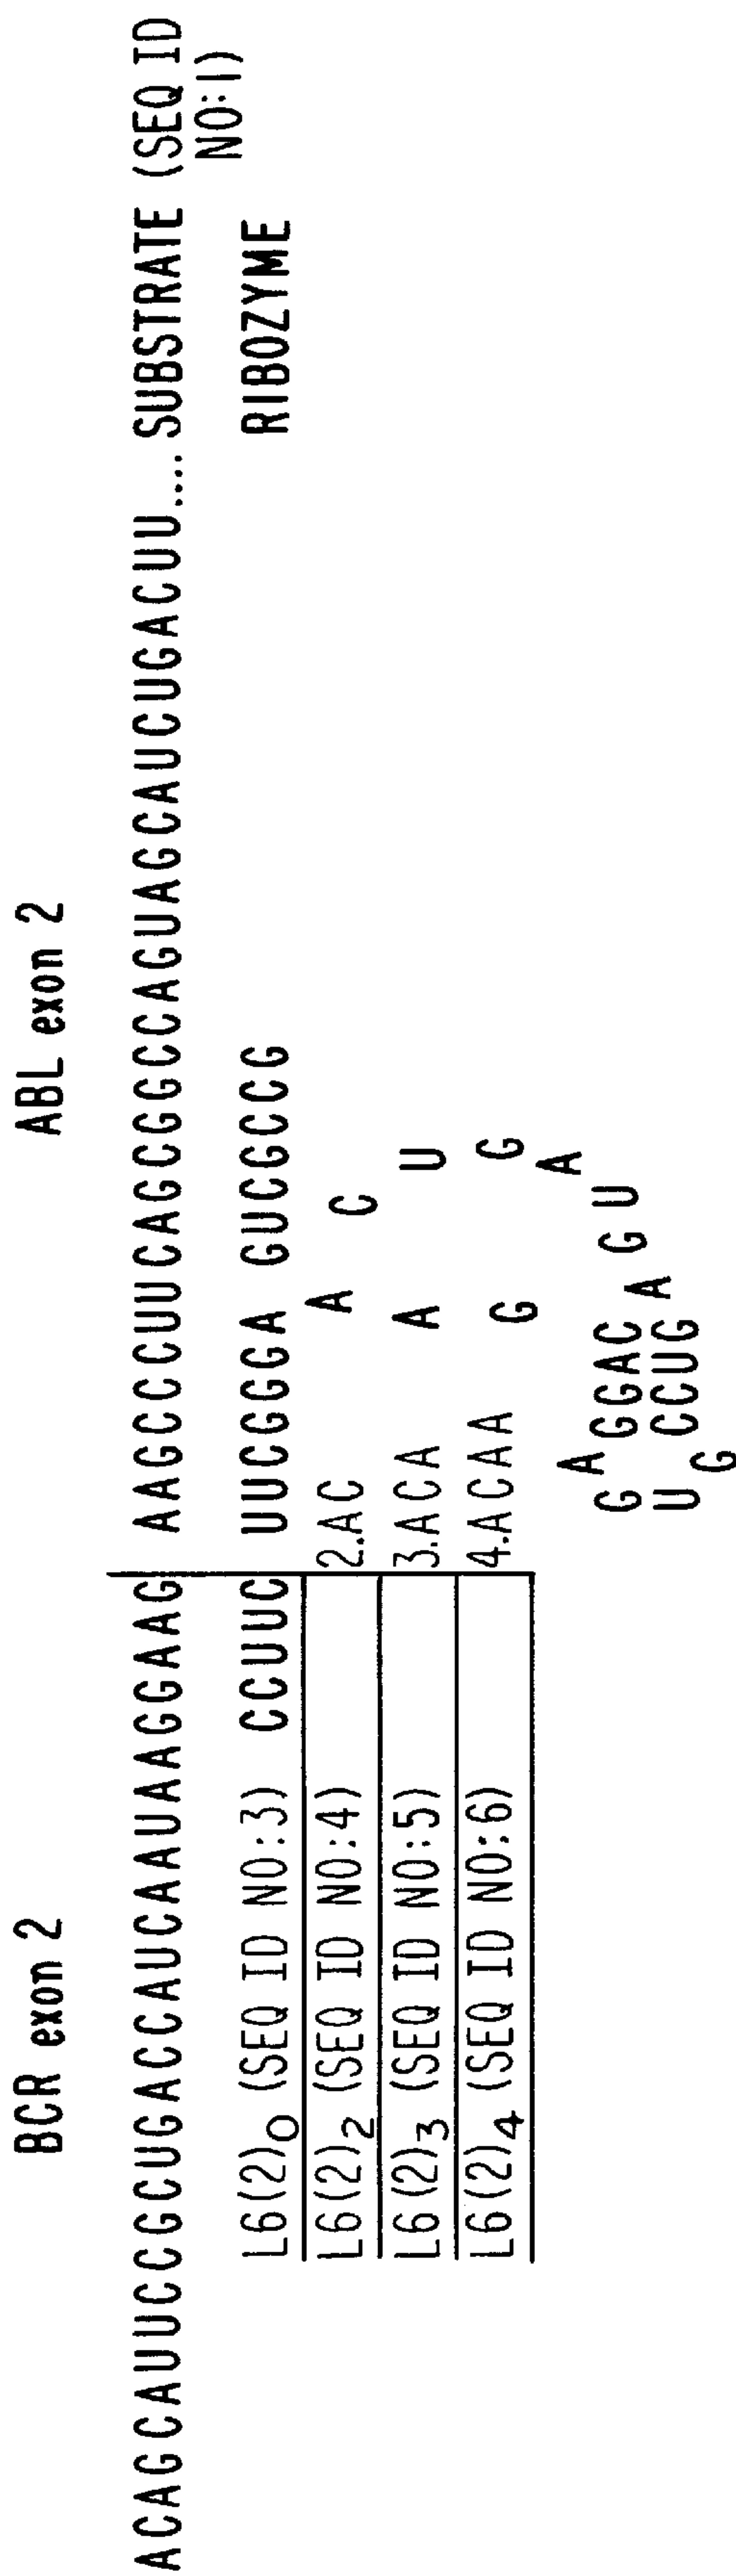 BCR exon 2 ABL exon 2
ACAGCAUUCCGCUGACCAUCAAUAAGGAAG AAGCCCUUCAGCGGCCAGUAGCAUCUGACUU.... SUBSTRATE (SEQ ID
NO:1)
L6(2)0 (SEQ ID NO:3) CCUUC UUCGGGA GUCGCCG RIBOZYME
L6(2)2 (SEQ ID NO:4) 2.AC A C
L6(2)3 (SEQ ID NO:5) 3.ACA A U
L6(2)4 (SEQ ID NO:6) 4.ACAA G G
A A
G GGAC G U
A
U CCUG
G